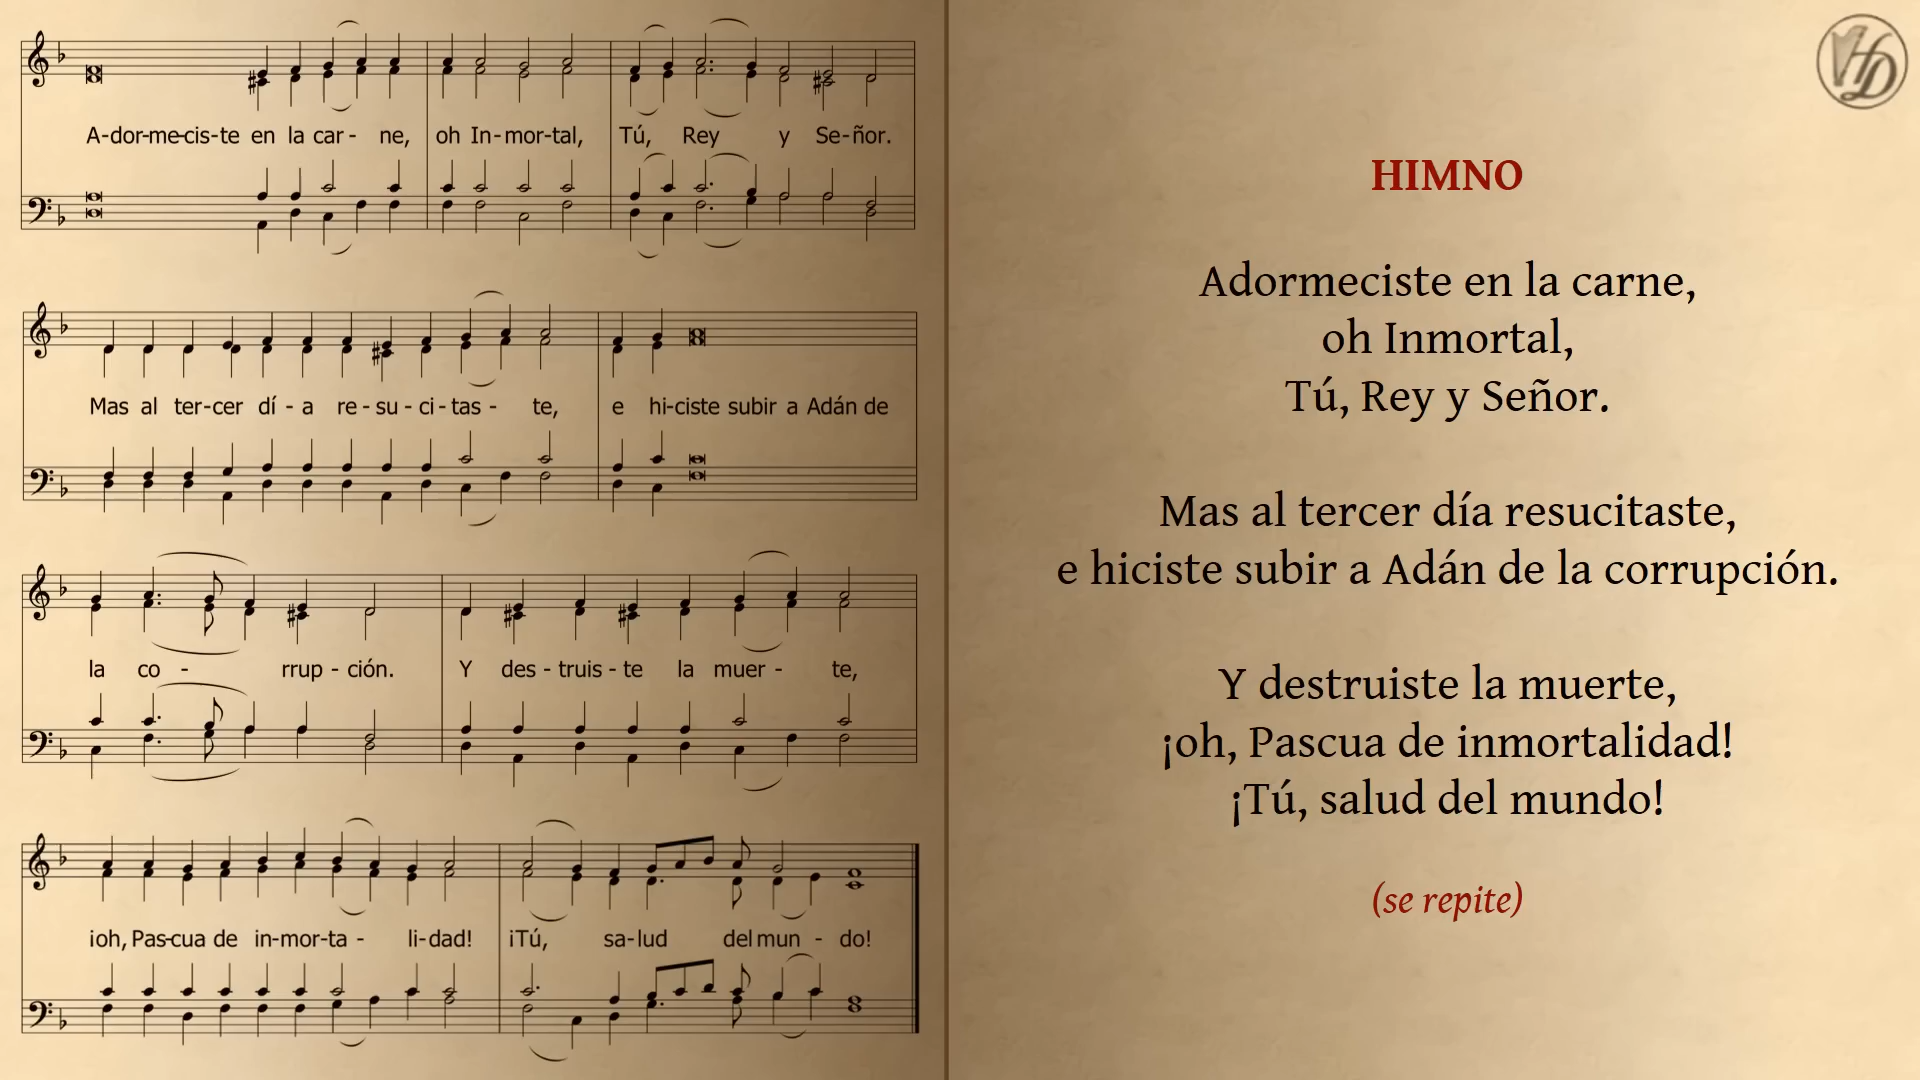 A-dor-me-cis-te en la car- ne, oh In-mor-tal, Tú, Rey y Se-ñor.
Mas al ter-cer dí-a re-su-ci-tas- te, e hi-ciste subir a Adán de
la co - rrup-ción. Y des-truis-te la muer- te,
¡oh, Pas-cua de in-mor-ta- li-dad! ¡Tú, sa-lud del mun - do!
HD
HIMNO
Adormeciste en la carne,
oh Inmortal,
Tú, Rey y Señor.
Mas al tercer día resucitaste,
e hiciste subir a Adán de la corrupción.
Y destruiste la muerte,
¡oh, Pascua de inmortalidad!
¡Tú, salud del mundo!
(se repite)